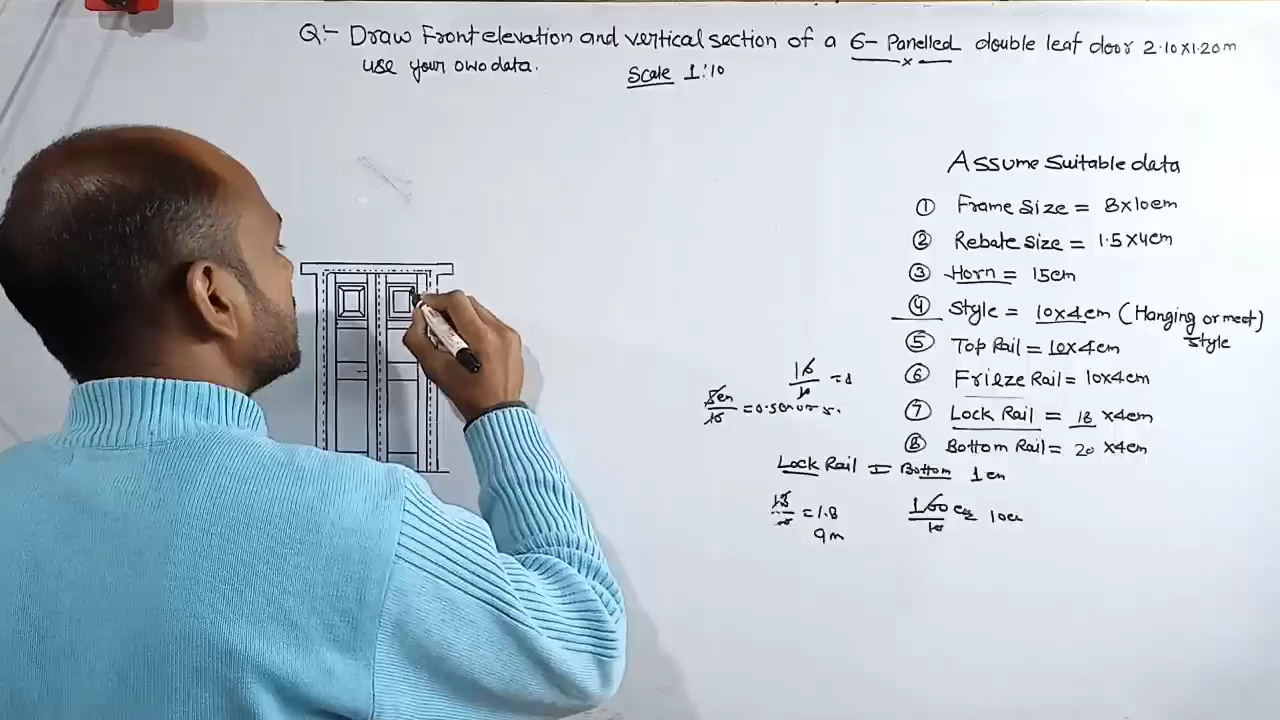 Q:- Draw Front elevation and vertical section of a 6- Panelled double leaf door 2.10x1.20m
use your own data. Scale 1:10
Assume suitable data
① Frame size = 8x10cm
② Rebate size = 1.5x4cm
③ Horn = 15cm
④ Style = 10x4cm (Hanging or meet)
style
⑤ Top Rail = 10x4cm
⑥ Frieze Rail = 10x4cm
⑦ Lock Rail = 18 x4cm
⑧ Bottom Rail = 20 x4cm
Lock Rail = Bottom 1cm
18 = 1.8